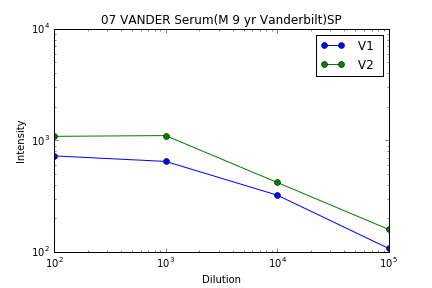 07 VANDER Serum(M 9 yr Vanderbilt)SP
10^4
10^3
10^2
Intensity
V1
V2
10^2 10^3 10^4 10^5
Dilution